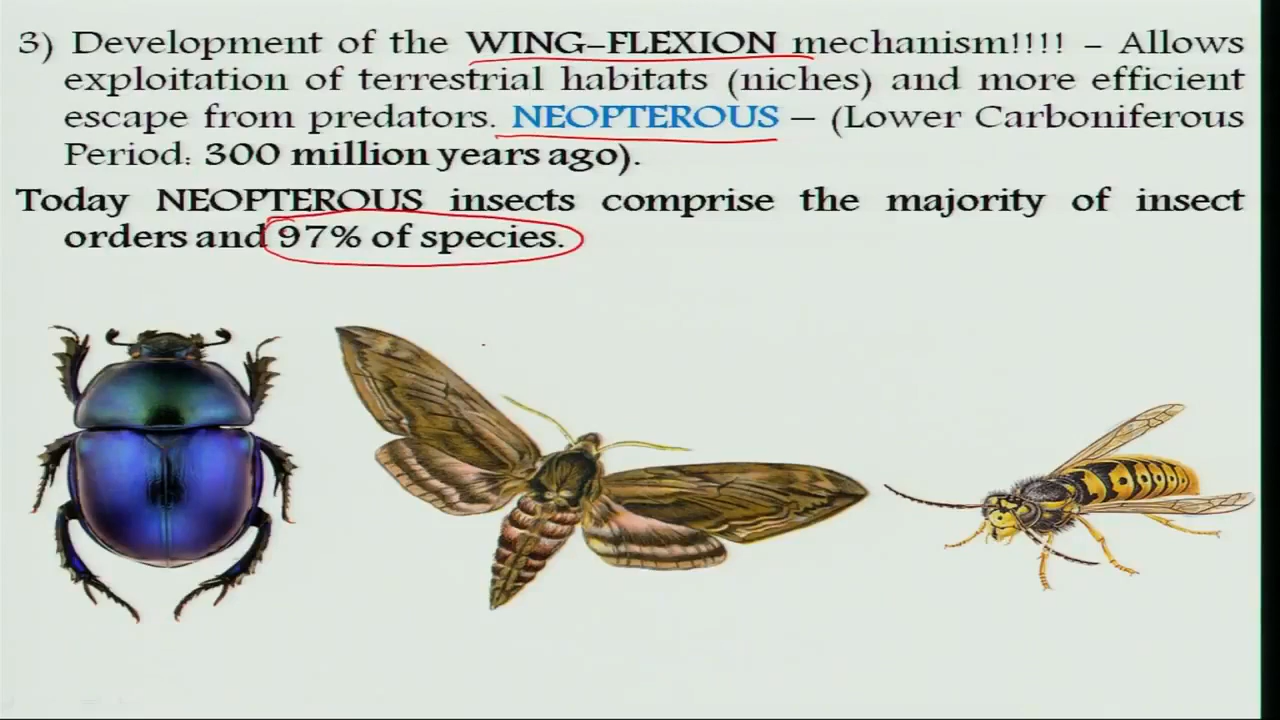 3) Development of the WING-FLEXION mechanism!!!! – Allows
exploitation of terrestrial habitats (niches) and more efficient
escape from predators. NEOPTEROUS – (Lower Carboniferous
Period: 300 million years ago).
Today NEOPTEROUS insects comprise the majority of insect
orders and 97% of species.